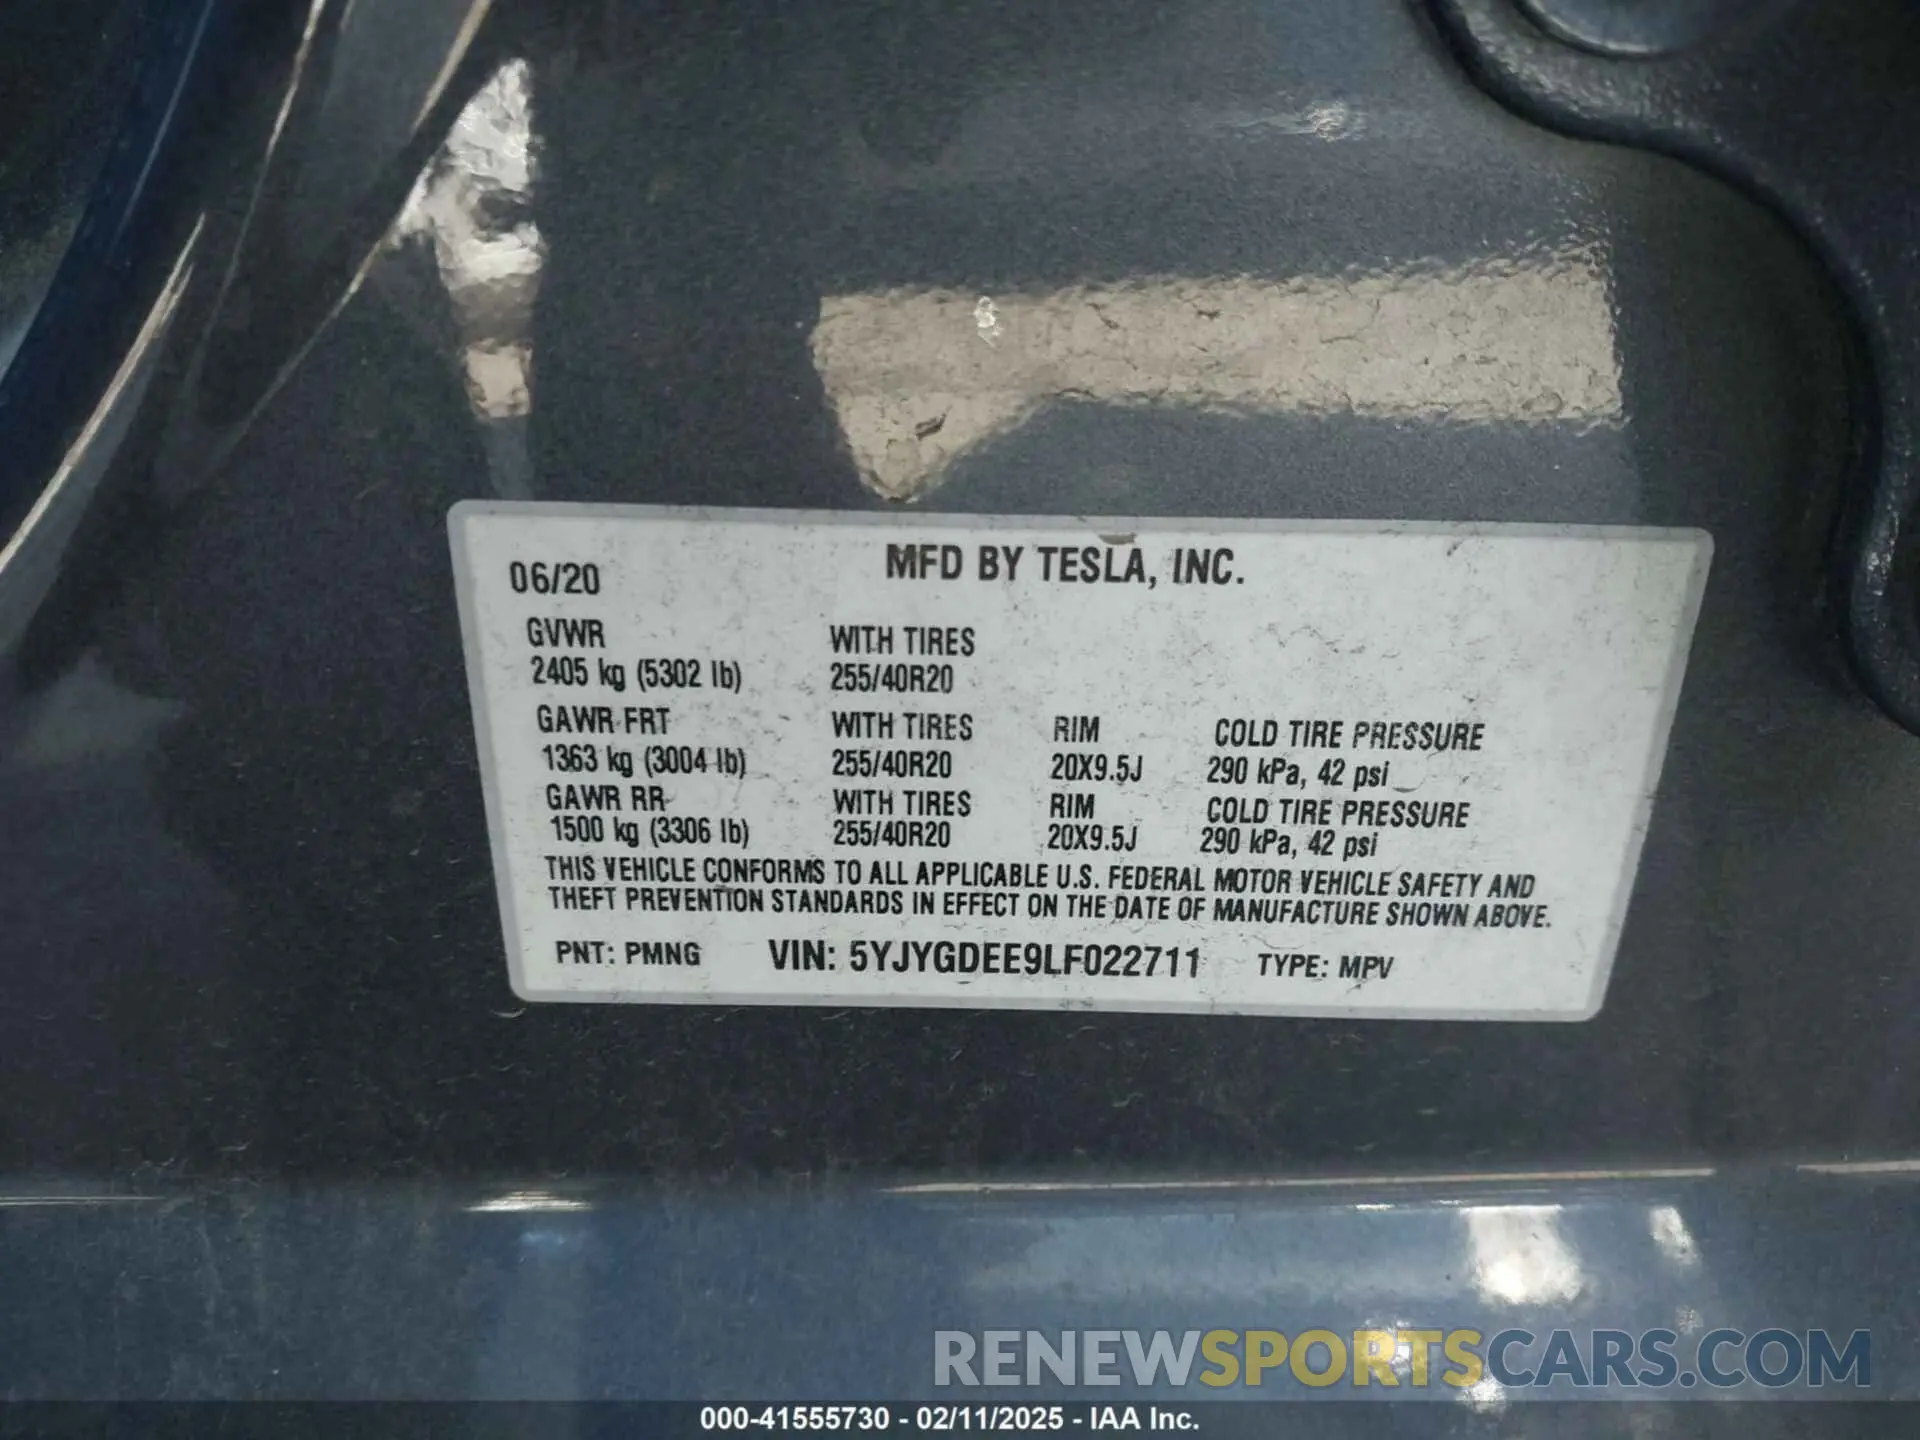 06/20 MFD BY TESLA, INC.
GVWR WITH TIRES
2405 kg (5302 lb) 255/40R20
GAWR FRT WITH TIRES RIM COLD TIRE PRESSURE
1363 kg (3004 lb) 255/40R20 20X9.5J 290 kPa, 42 psi
GAWR RR WITH TIRES RIM COLD TIRE PRESSURE
1500 kg (3306 lb) 255/40R20 20X9.5J 290 kPa, 42 psi
THIS VEHICLE CONFORMS TO ALL APPLICABLE U.S. FEDERAL MOTOR VEHICLE SAFETY AND
THEFT PREVENTION STANDARDS IN EFFECT ON THE DATE OF MANUFACTURE SHOWN ABOVE.
PNT: PMNG VIN: 5YJYGDEE9LF022711 TYPE: MPV
RENEWSPORTSCARS.COM
000-41555730 - 02/11/2025 - IAA Inc.